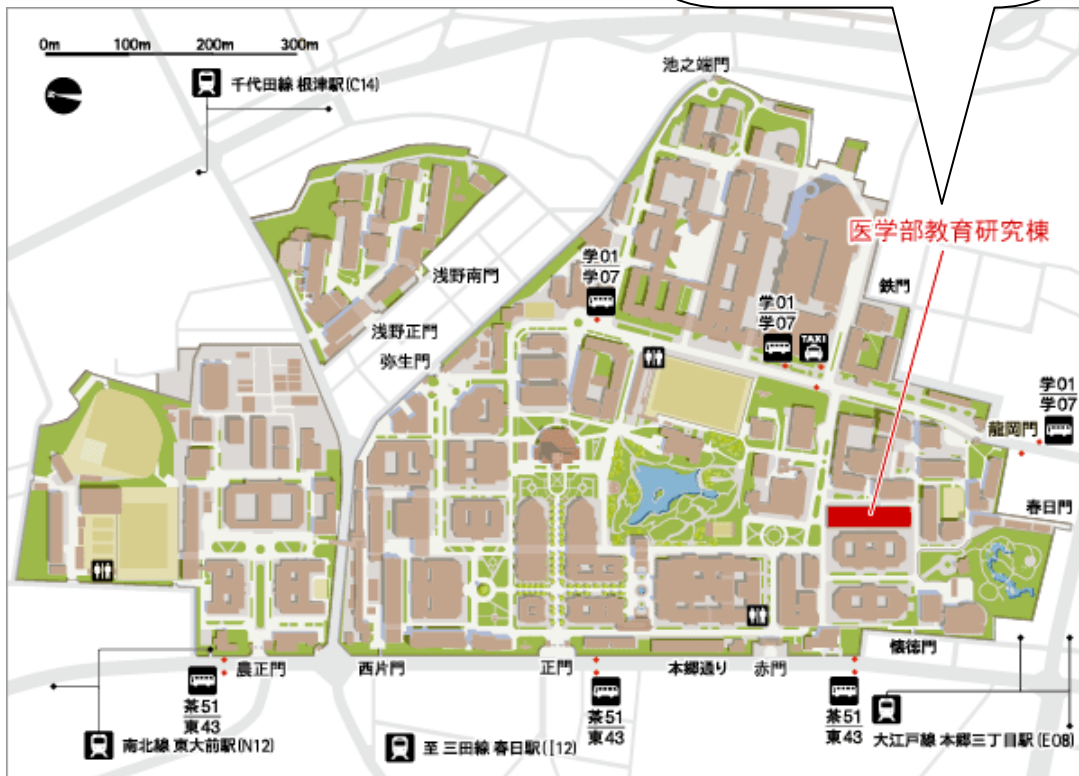 0m 100m 200m 300m
千代田線 根津駅(C14)
池之端門
医学部教育研究棟
浅野南門
学01
学07
鉄門
学01
学07
TAXI
浅野正門
弥生門
学01
学07
龍岡門
春日門
懐徳門
農正門
西片門
正門
本郷通り
赤門
茶51
東43
茶51
東43
茶51
東43
南北線 東大前駅(N12)
至 三田線 春日駅(I12)
大江戸線 本郷三丁目駅(E08)